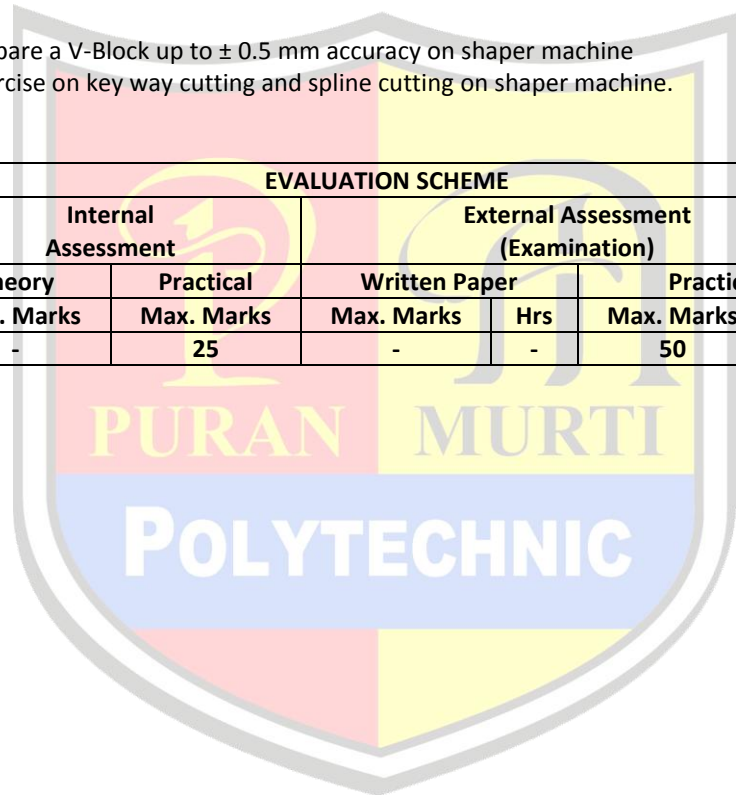 pare a V-Block up to ± 0.5 mm accuracy on shaper machine
rcise on key way cutting and spline cutting on shaper machine.
EVALUATION SCHEME
Internal Assessment External Assessment (Examination)
heory Practical Written Paper Practic
. Marks Max. Marks Max. Marks Hrs Max. Marks
- 25 - - 50
PURAN MURTI
POLYTECHNIC